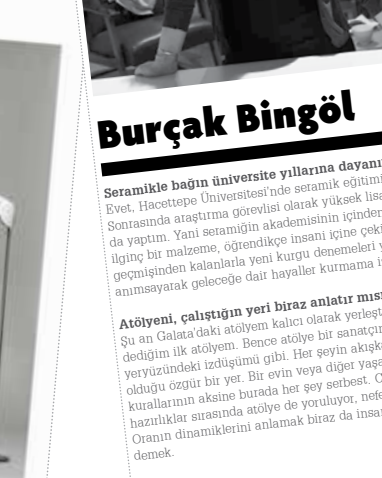 Burçak Bingöl
Seramikle bağın üniversite yıllarına dayanı
Evet, Hacettepe Üniversitesi'nde seramik eğitimi
Sonrasında araştırma görevlisi olarak yüksek lisa
da yaptım. Yani seramiğin akademisinin içinden
ilginç bir malzeme, öğrendikçe insani içine çeki
geçmişinden kalanlarla yeni kurgu denemeleri y
anımsayarak geleceğe dair hayaller kurmama i
Atölyeni, çalıştığın yeri biraz anlatır mısı
Şu an Galata'daki atölyem kalıcı olarak yerleşt
dediğim ilk atölyem. Bence atölye bir sanatçın
yeryüzündeki izdüşümü gibi. Her şeyin akışka
olduğu özgür bir yer. Bir evin veya diğer yaşa
kurallarının aksine burada her şey serbest.
hazırlıklar sırasında atölye de yoruluyor, nefe
Oranın dinamiklerini anlamak biraz da insa
demek.